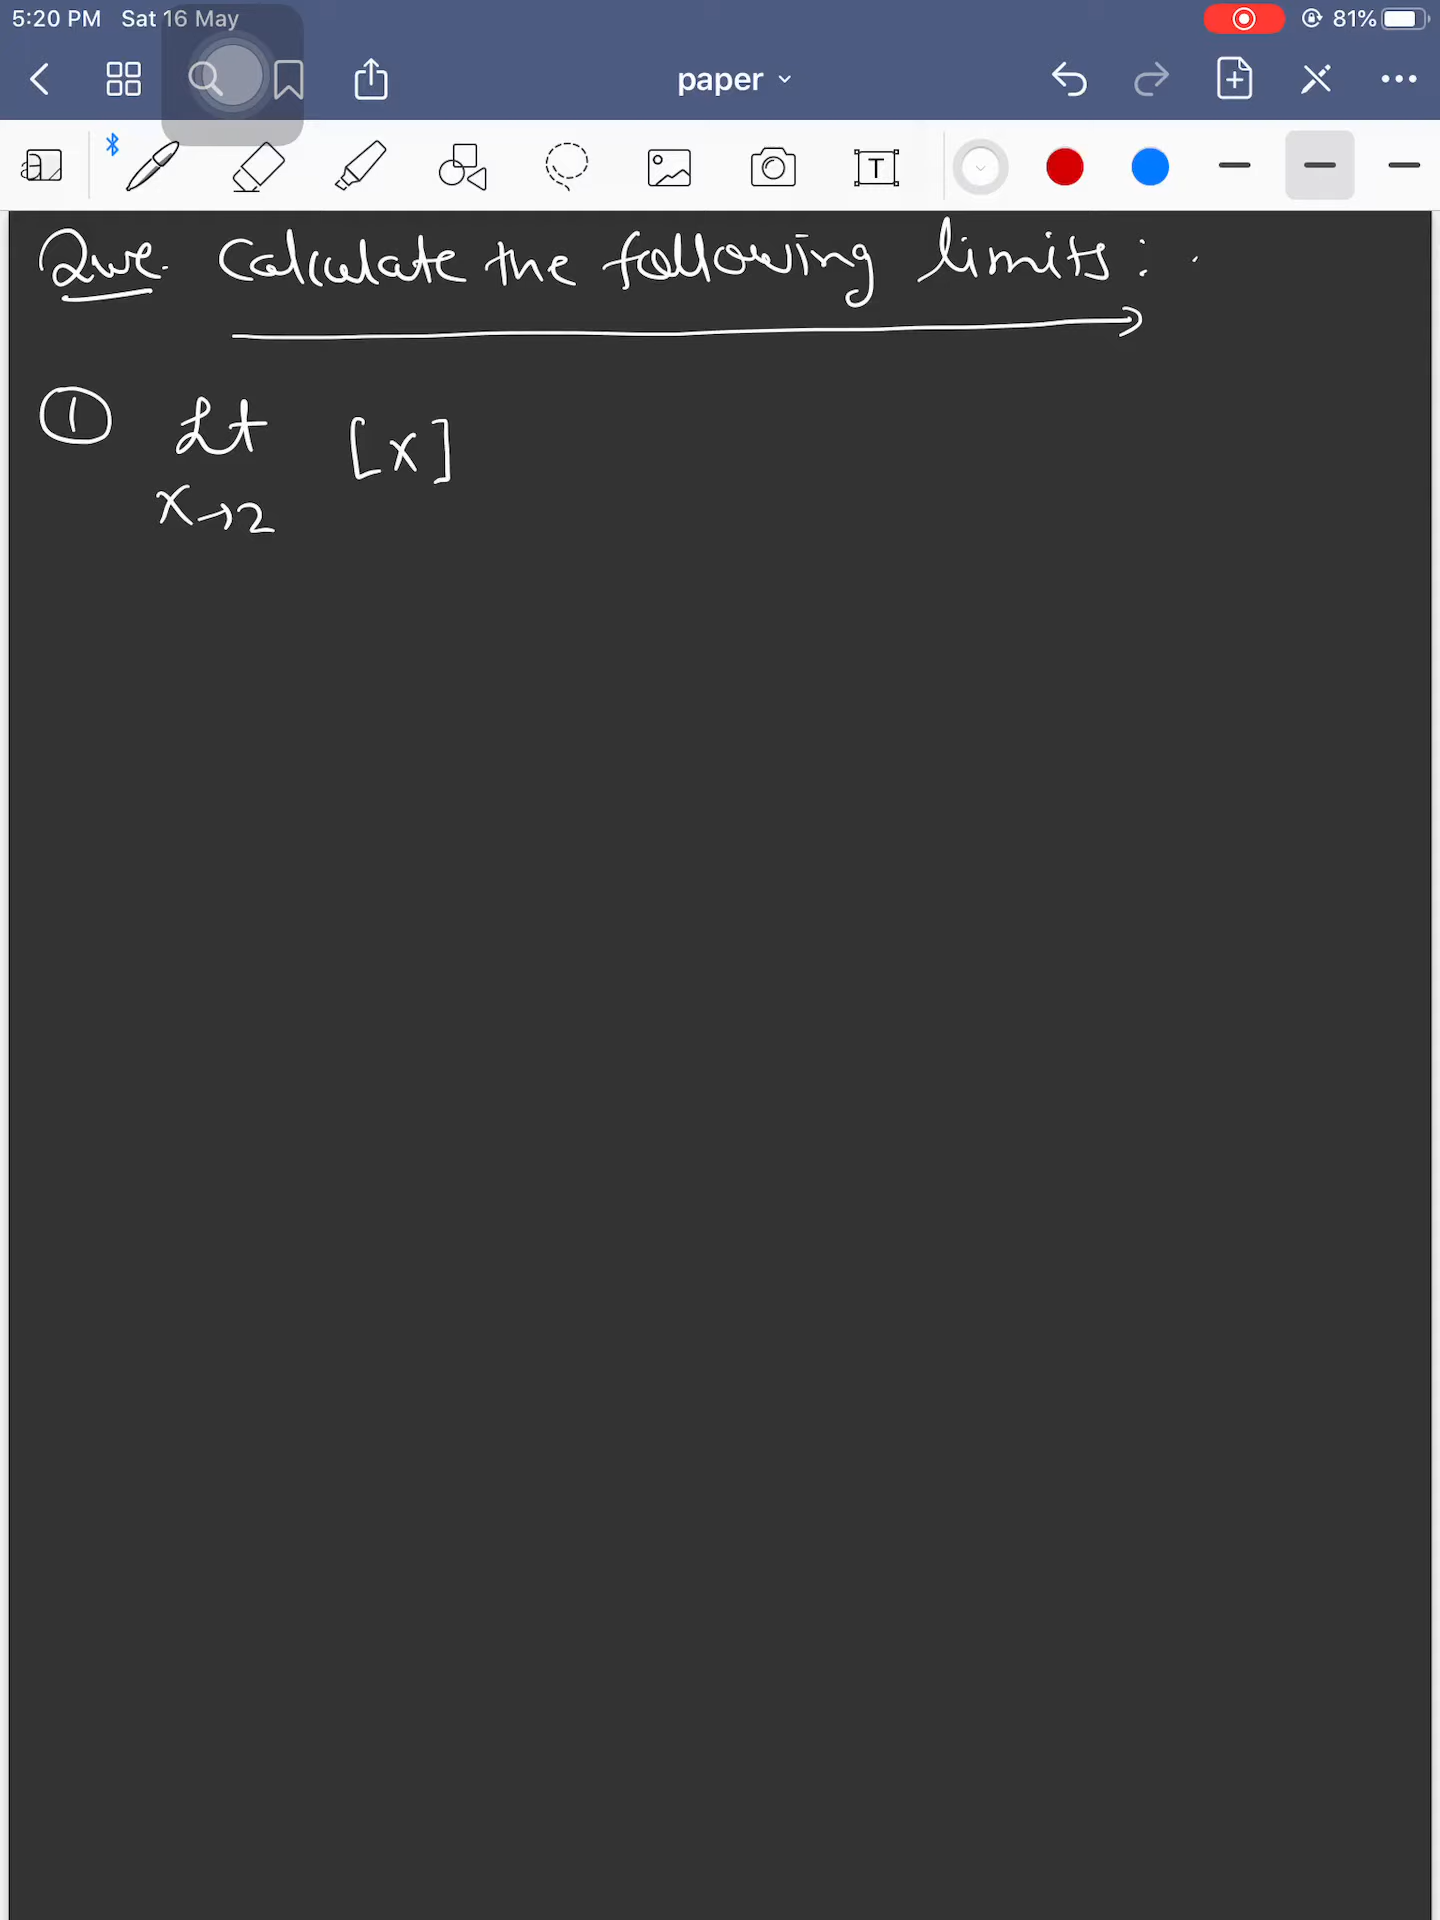 5:20 PM Sat 16 May 81%
paper
a T
Que. Calculate the following limits :
① Lt [x]
x→2